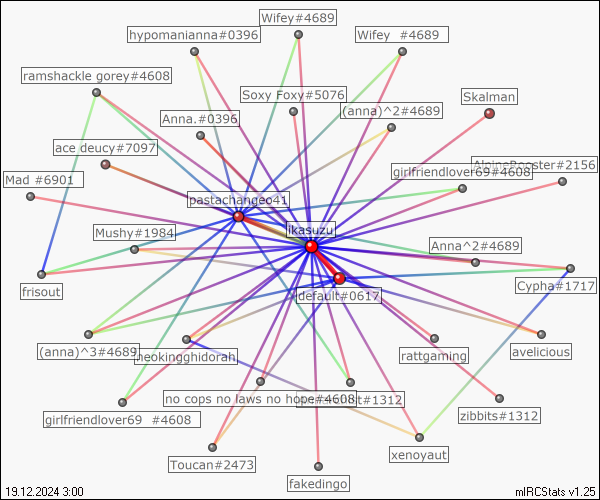 Wifey#4689
hypomanianna#0396
Wifey  #4689
ramshackle gorey#4608
Soxy Foxy#5076
Skalman
(anna)^2#4689
Anna.#0396
ace deucy#7097
AlpineRooster#2156
girlfriendlover69#4608
Mad #6901
pastachangeo41
ikasuzu
Mushy#1984
Anna^2#4689
Cypha#1717
frisout
default#0617
(anna)^3#4689
neokingghidorah
rattgaming
avelicious
no cops no laws no hope#4608
#1312
zibbits#1312
girlfriendlover69  #4608
xenoyaut
Toucan#2473
fakedingo
19.12.2024 3:00
mIRCStats v1.25